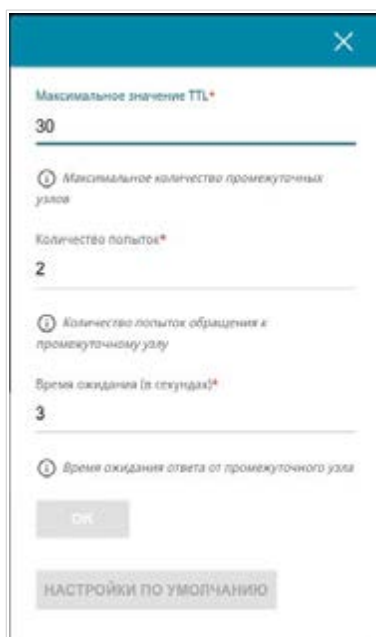 Максимальное значение TTL*
30
Максимальное количество промежуточных
узлов
Количество попыток*
2
Количество попыток обращения к
промежуточному узлу
Время ожидания (в секундах)*
3
Время ожидания ответа от промежуточного узла
ОК
НАСТРОЙКИ ПО УМОЛЧАНИЮ